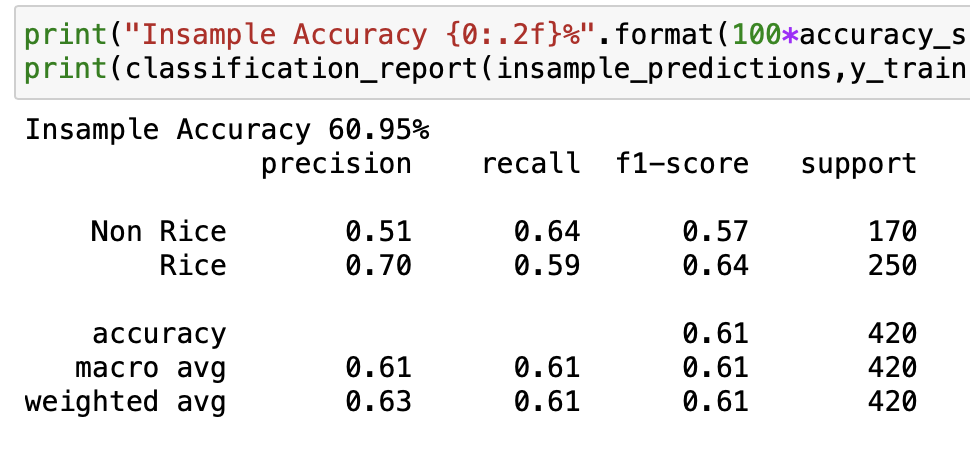 print("Insample Accuracy {0:.2f}%".format(100*accuracy_s
print(classification_report(insample_predictions,y_train
Insample Accuracy 60.95%
precision recall f1-score support
Non Rice 0.51 0.64 0.57 170
Rice 0.70 0.59 0.64 250
accuracy 0.61 420
macro avg 0.61 0.61 0.61 420
weighted avg 0.63 0.61 0.61 420